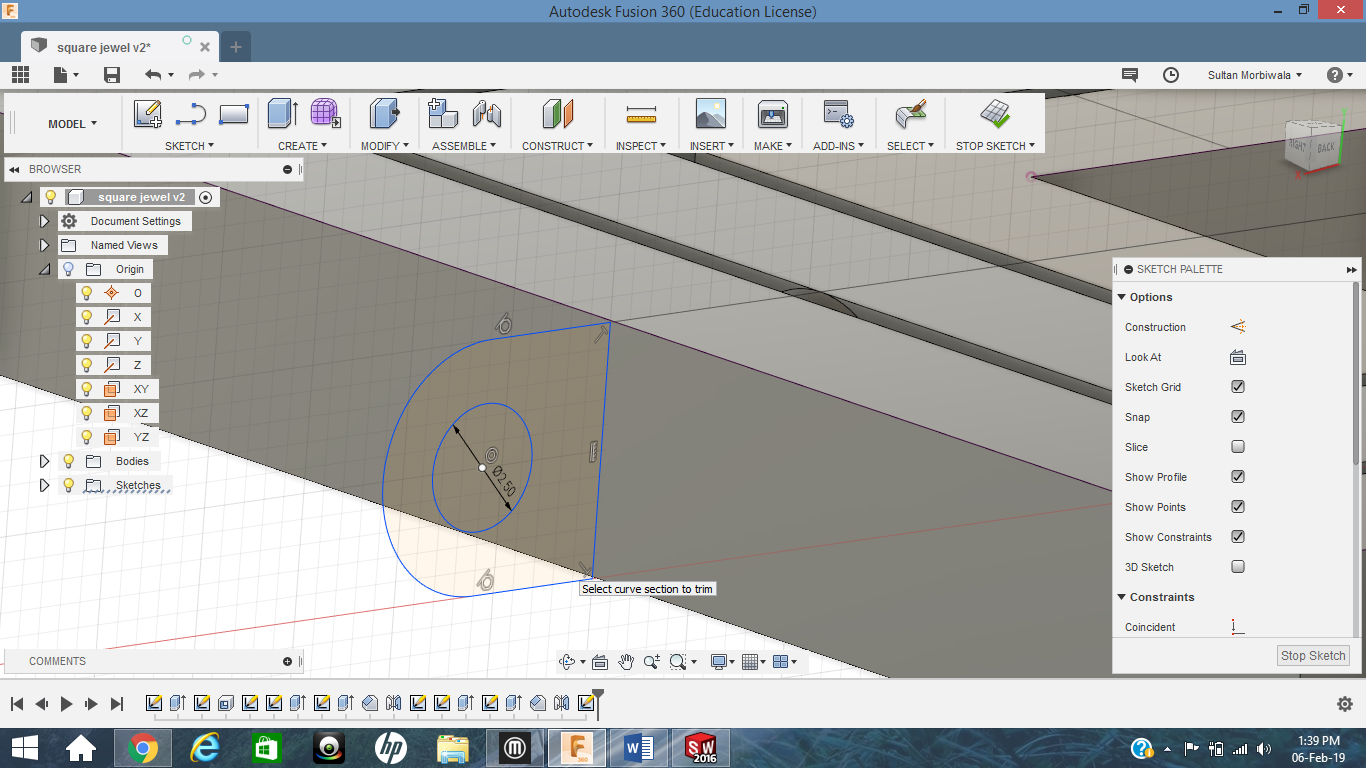 Autodesk Fusion 360 (Education License)
square jewel v2*
Sultan Morbiwala
MODEL
SKETCH
CREATE
MODIFY
ASSEMBLE
CONSTRUCT
INSPECT
INSERT
MAKE
ADD-INS
SELECT
STOP SKETCH
RIGHT
BACK
BROWSER
square jewel v2
Document Settings
Named Views
Origin
O
X
Y
Z
XY
XZ
YZ
Bodies
Sketches
Ø2.50
Select curve section to trim
SKETCH PALETTE
Options
Construction
Look At
Sketch Grid
Snap
Slice
Show Profile
Show Points
Show Constraints
3D Sketch
Constraints
Coincident
Stop Sketch
COMMENTS
hp
F
360
W
SW
2016
1:39 PM
06-Feb-19